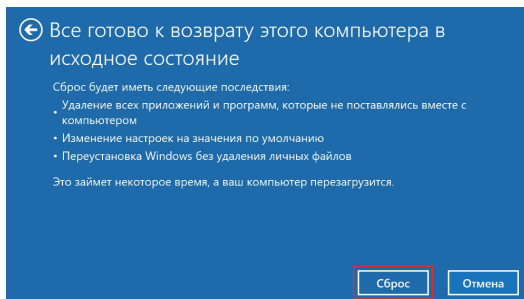 Все готово к возврату этого компьютера в
исходное состояние
Сброс будет иметь следующие последствия:
Удаление всех приложений и программ, которые не поставлялись вместе с
• компьютером
• Изменение настроек на значения по умолчанию
• Переустановка Windows без удаления личных файлов
Это займет некоторое время, а ваш компьютер перезагрузится.
Сброс Отмена